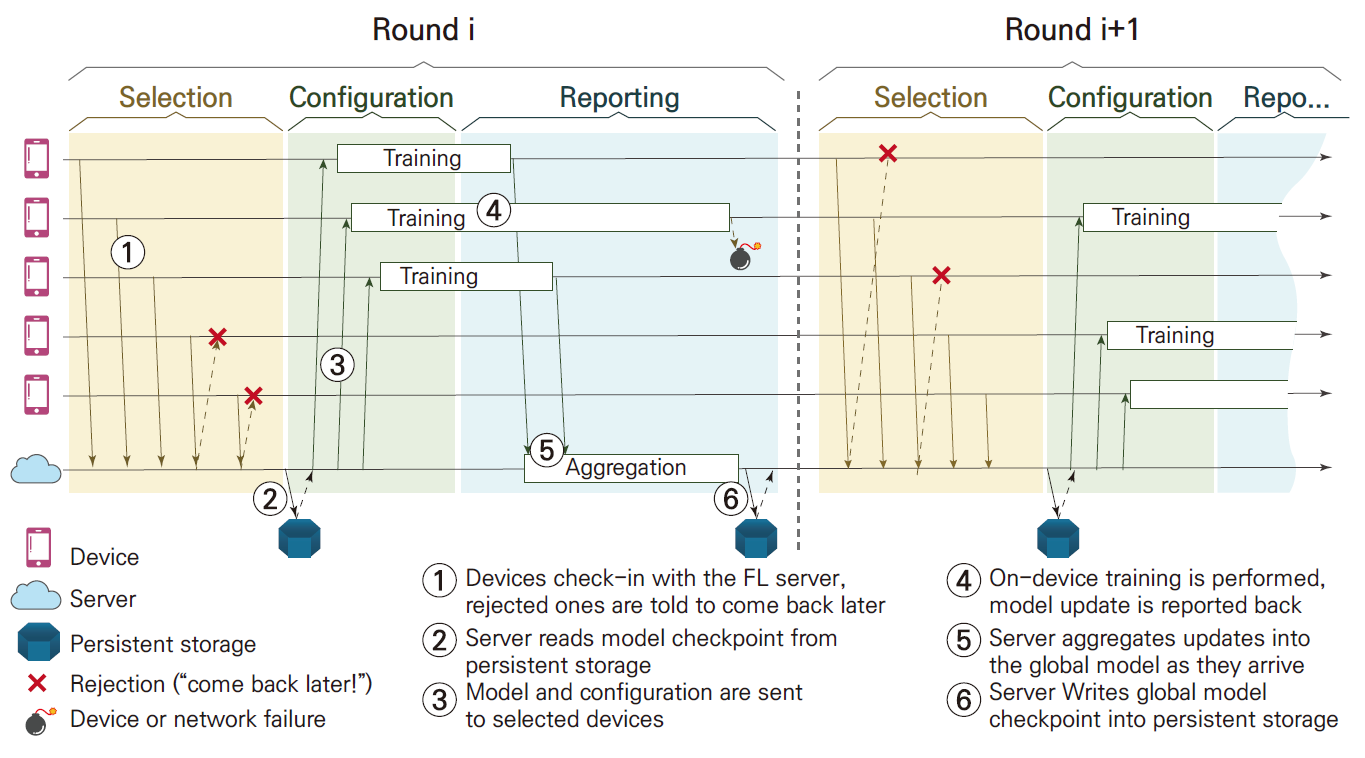 Round i
Round i+1
Selection
Configuration
Reporting
Selection
Configuration
Repo...
Training
Training
4
Training
1
3
Training
Training
5
Aggregation
2
6
Device
Server
Persistent storage
Rejection (“come back later!”)
Device or network failure
1 Devices check-in with the FL server,
rejected ones are told to come back later
2 Server reads model checkpoint from
persistent storage
3 Model and configuration are sent
to selected devices
4 On-device training is performed,
model update is reported back
5 Server aggregates updates into
the global model as they arrive
6 Server Writes global model
checkpoint into persistent storage